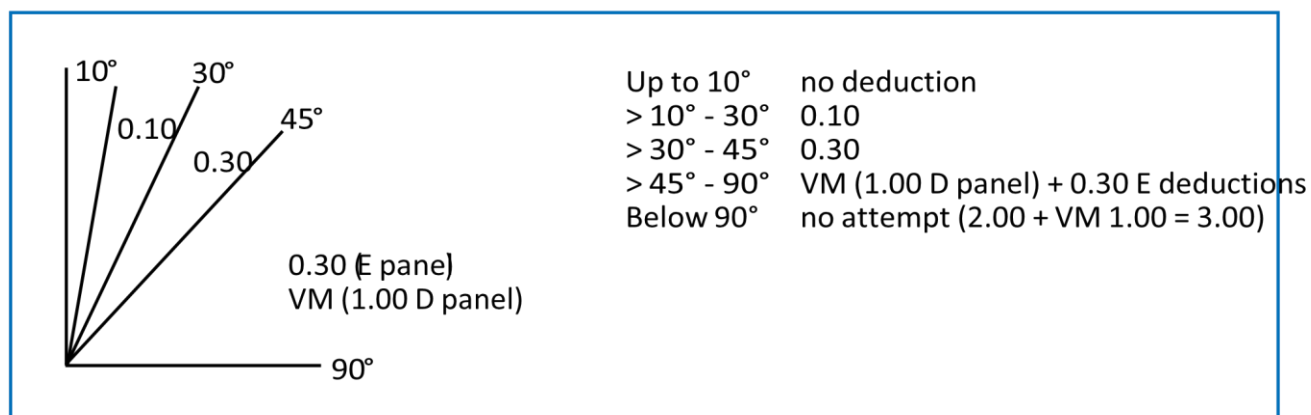 10°
30°
45°
0.10
0.30
0.30 (E panel)
VM (1.00 D panel)
90°
Up to 10° no deduction
> 10° - 30° 0.10
> 30° - 45° 0.30
> 45° - 90° VM (1.00 D panel) + 0.30 E deductions
Below 90° no attempt (2.00 + VM 1.00 = 3.00)